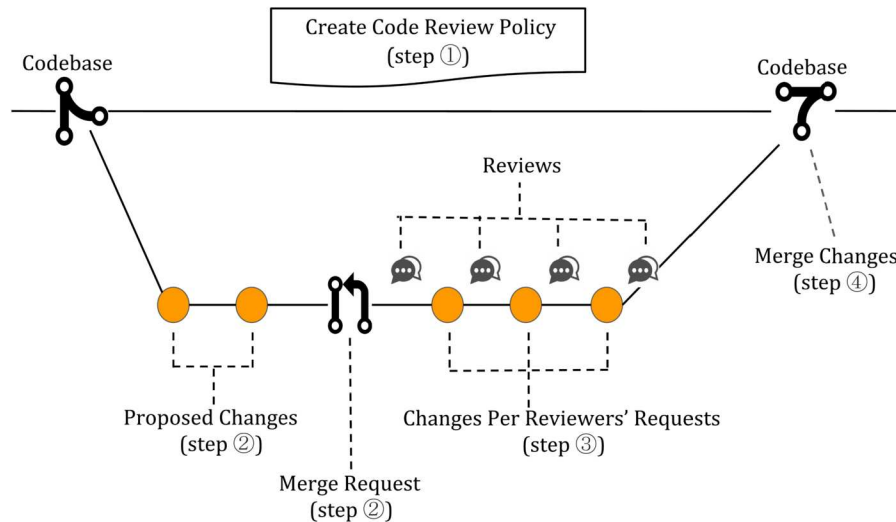 Create Code Review Policy
(step ①)
Codebase
Codebase
Reviews
Merge Changes
(step ④)
Proposed Changes
(step ②)
Changes Per Reviewers’ Requests
(step ③)
Merge Request
(step ②)